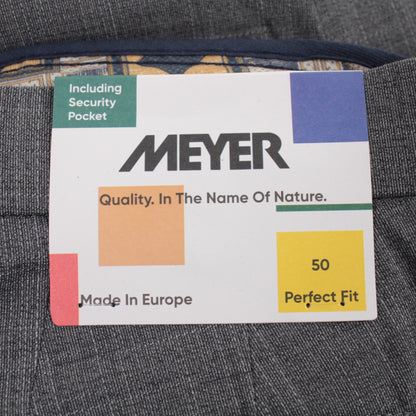 Including
Security
Pocket
MEYER
Quality. In The Name Of Nature.
50
Made In Europe
Perfect Fit